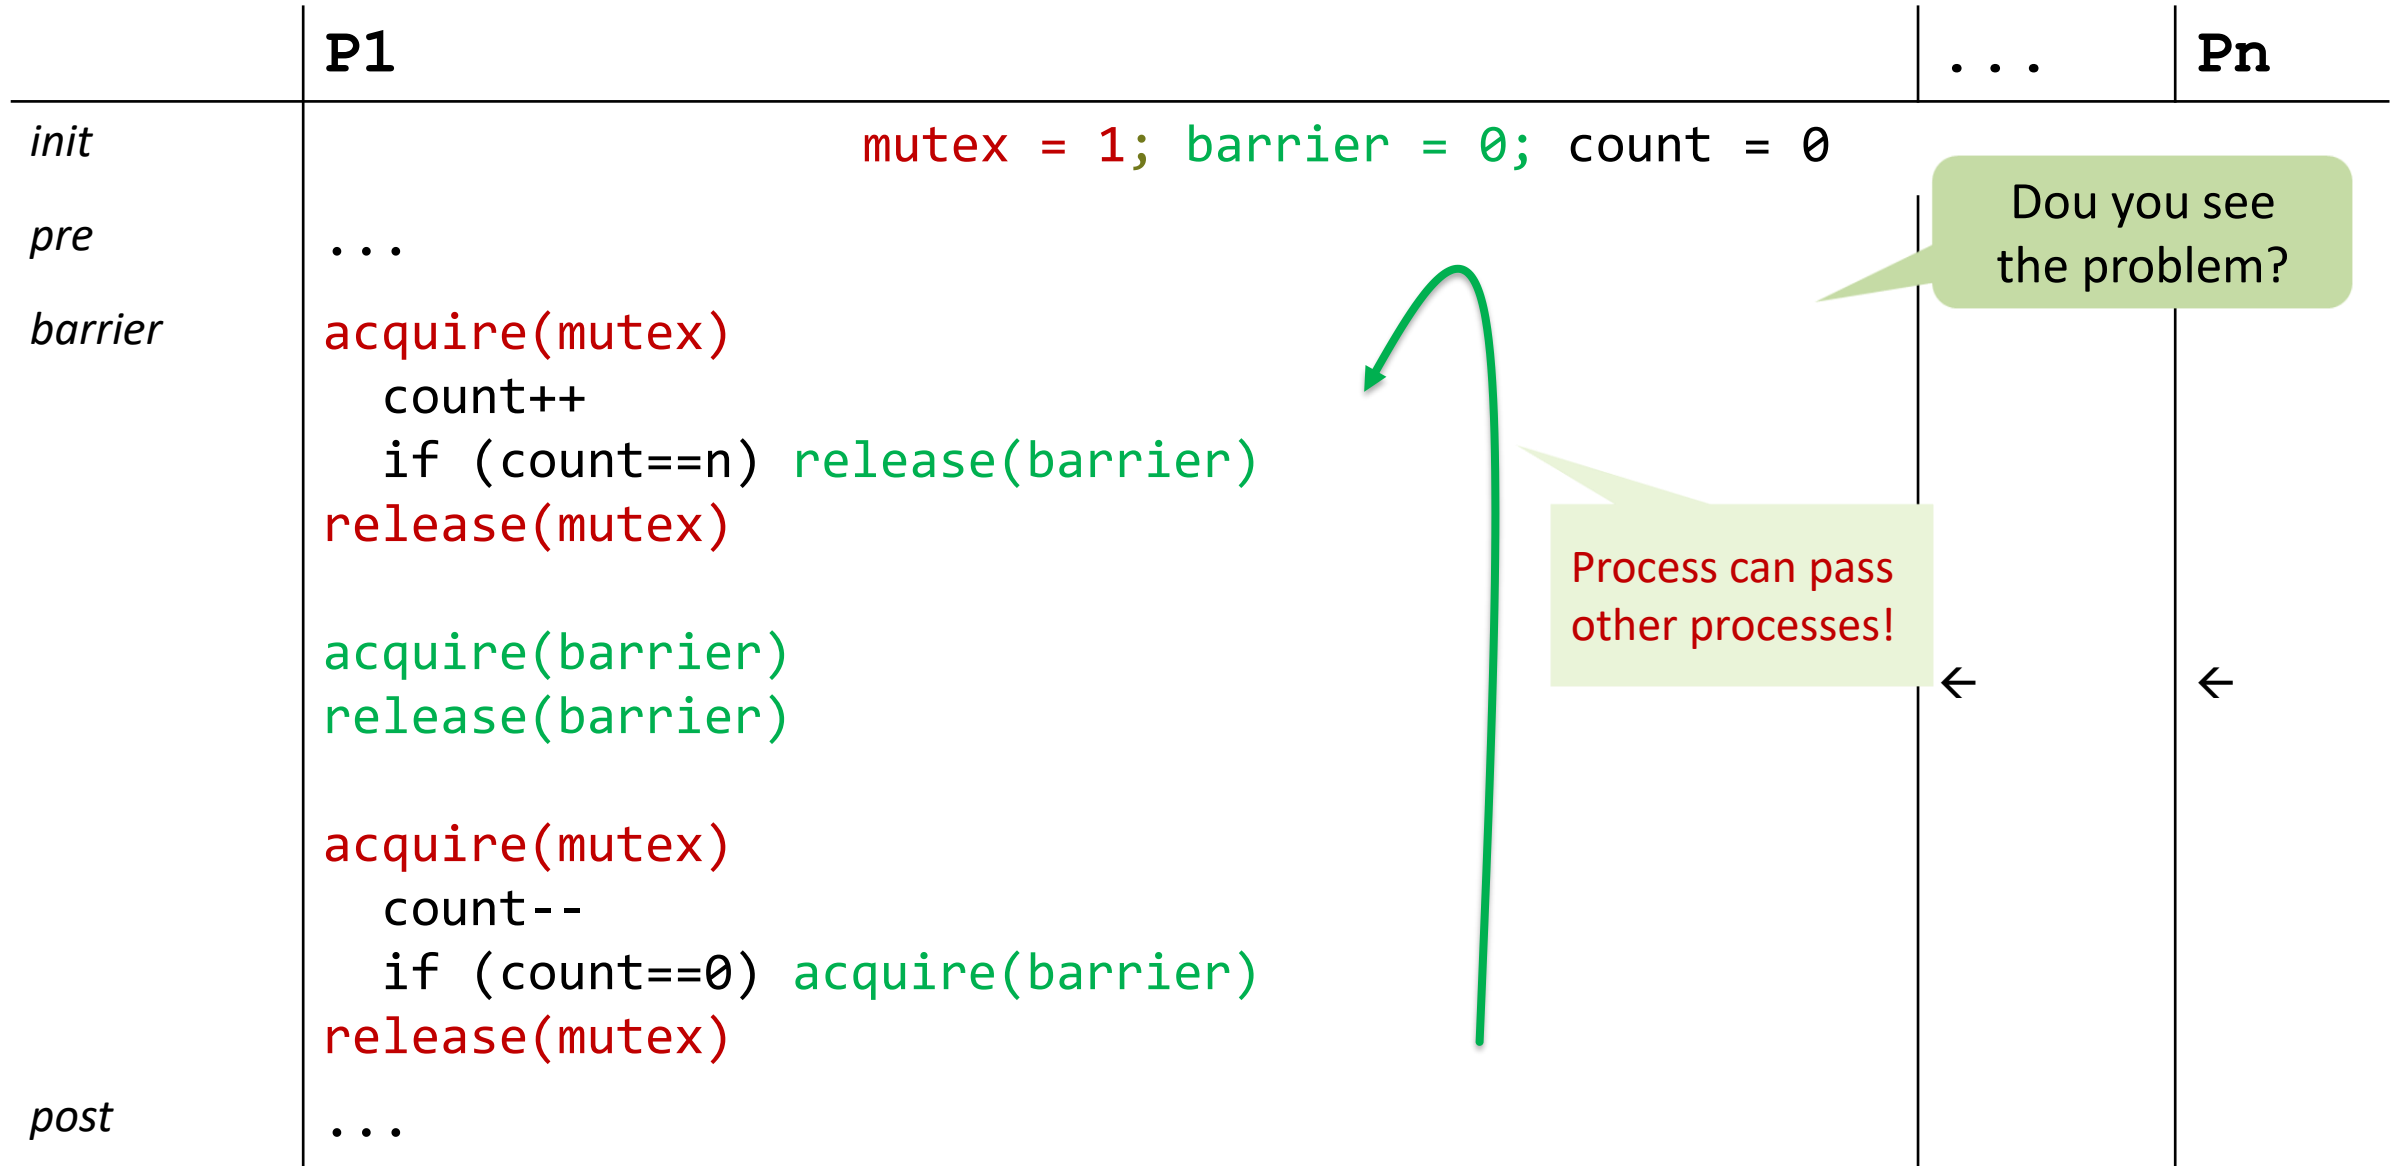 P1 ... Pn
init mutex = 1; barrier = 0; count = 0
Dou you see
the problem?
pre ...
barrier acquire(mutex)
count++
if (count==n) release(barrier)
release(mutex)
Process can pass
other processes!
acquire(barrier)
← ←
release(barrier)
acquire(mutex)
count--
if (count==0) acquire(barrier)
release(mutex)
post ...